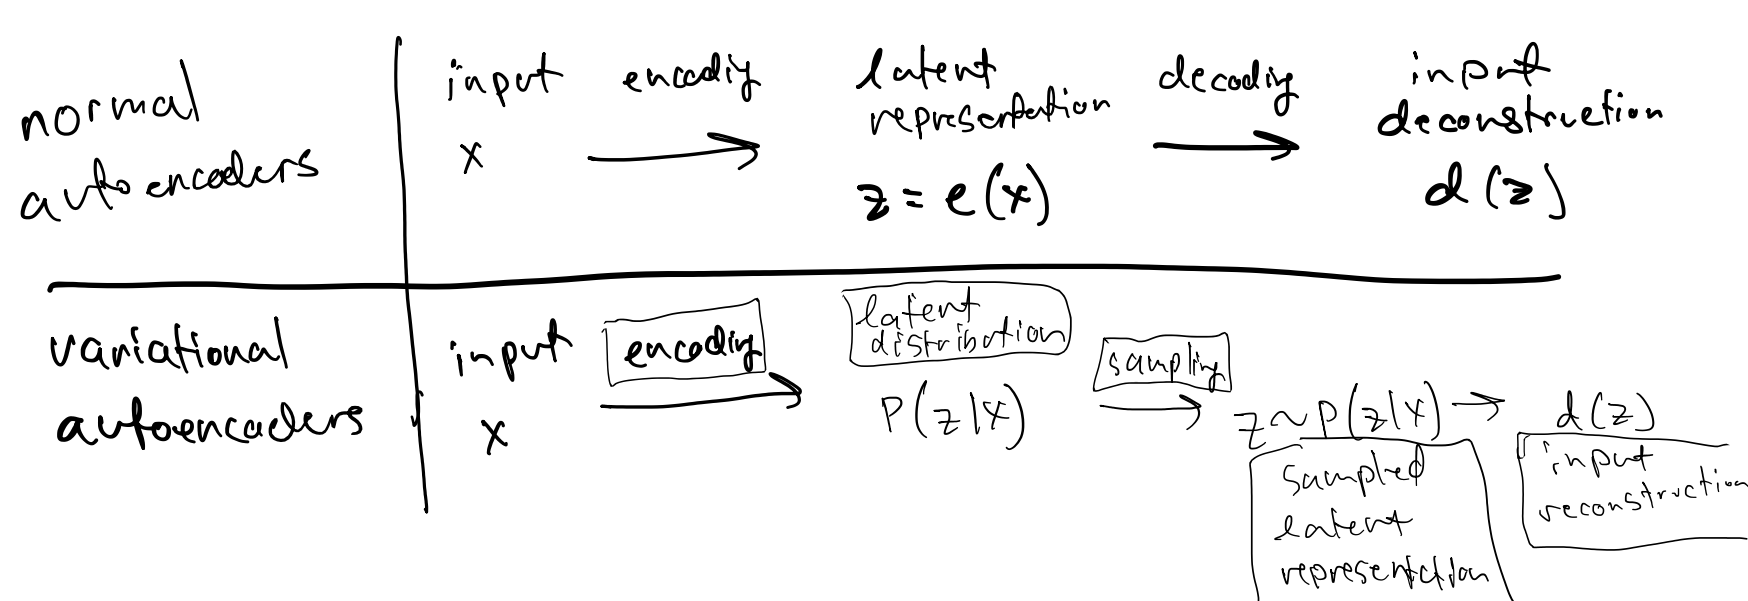 normal
autoencoders
input
x
encoding
latent
representation
z = e(x)
decoding
input
deconstruction
d(z)
variational
autoencoders
input
x
encoding
latent
distribution
P(z|x)
sampling
z~P(z|x)
sampled
latent
representation
d(z)
input
reconstruction